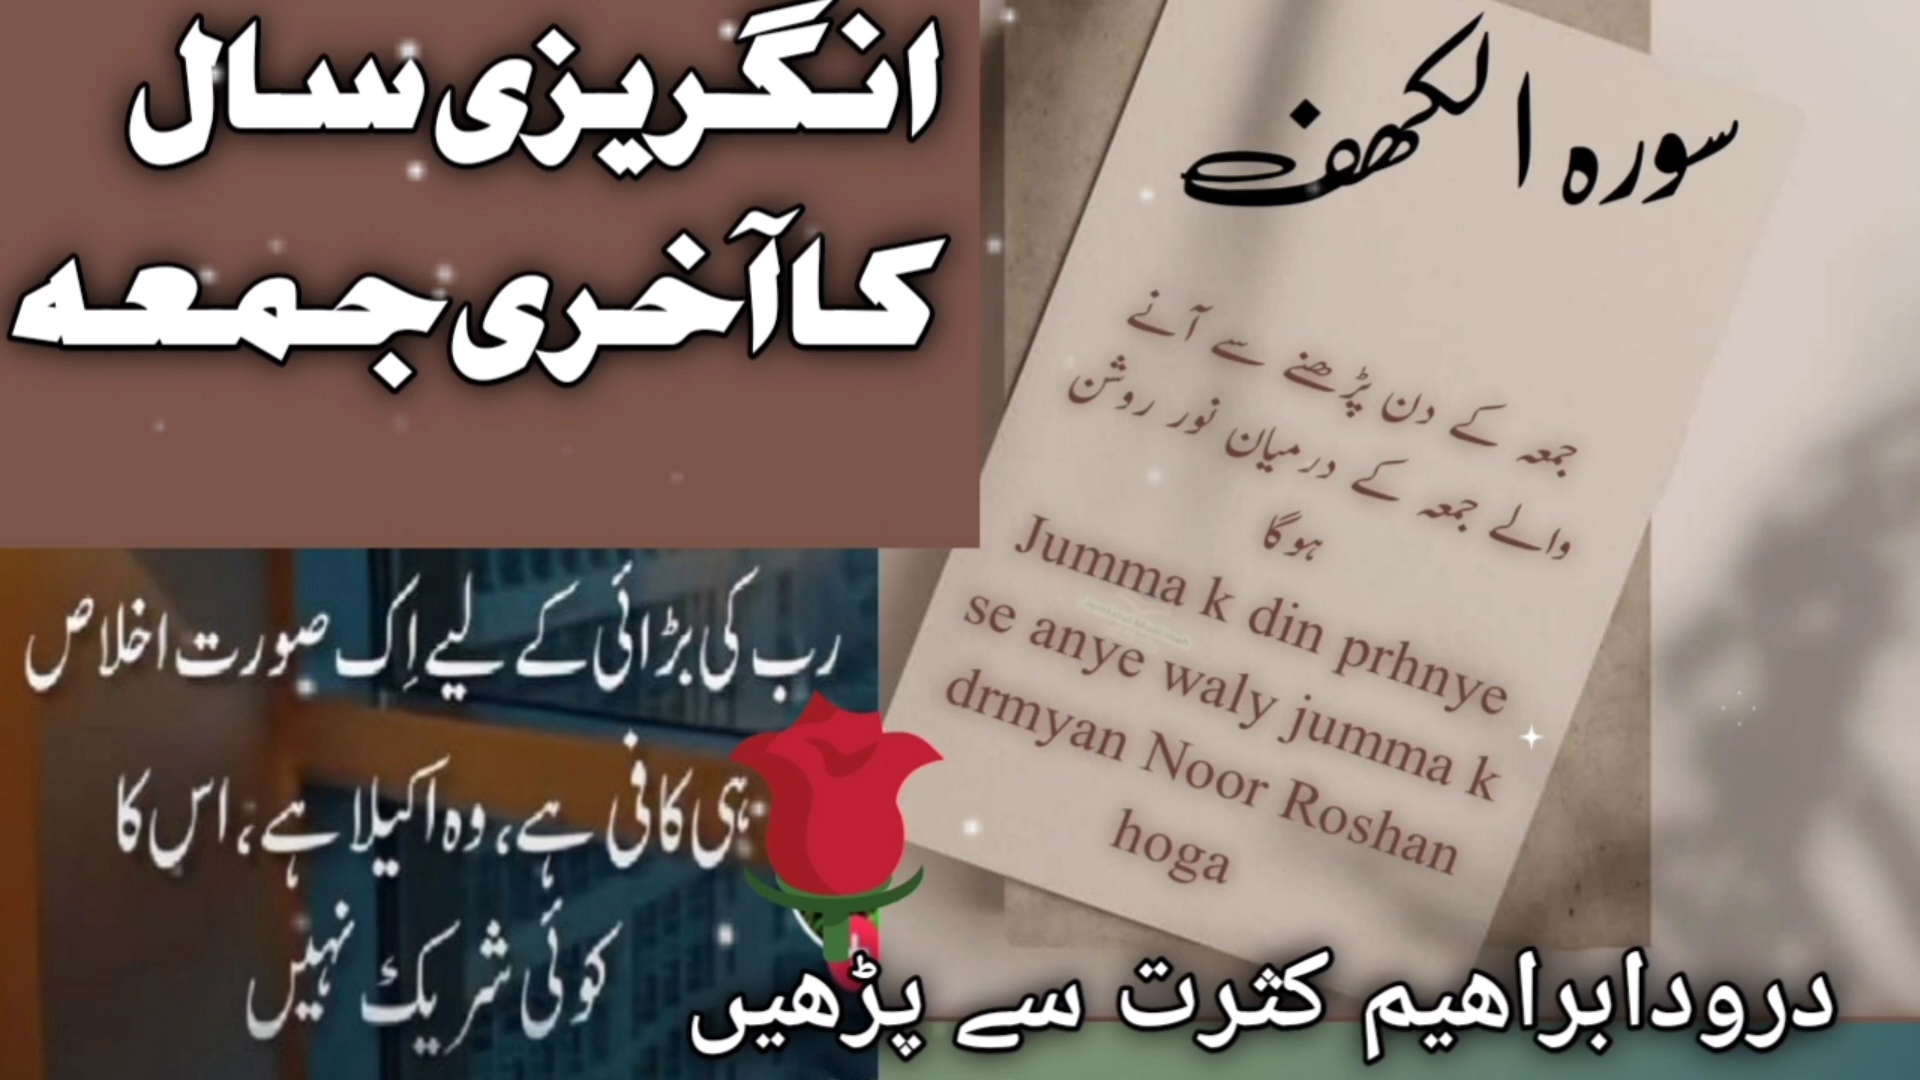 انگریزی سال
کا آخری جمعہ
سورہ الکھف
جمعہ کے دن پڑھنے سے آنے
والے جمعہ کے درمیان نور روشن
ہوگا
Jumma k din prhnye
se anye waly jumma k
drmyan Noor Roshan
hoga
رب کی بڑائی کے لیے اِک صورت اخلاص
ہی کافی ہے، وہ اکیلا ہے، اس کا
کوئی شریک نہیں
درودابراھیم کثرت سے پڑھیں